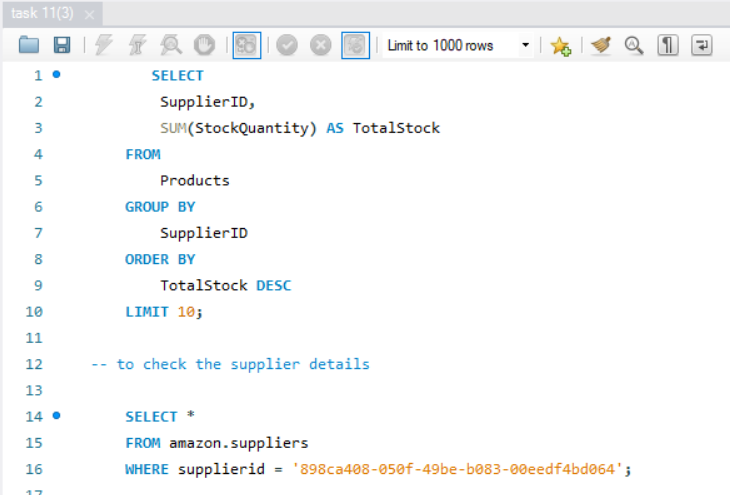 task 11(3)
Limit to 1000 rows
1 SELECT
2 SupplierID,
3 SUM(StockQuantity) AS TotalStock
4 FROM
5 Products
6 GROUP BY
7 SupplierID
8 ORDER BY
9 TotalStock DESC
10 LIMIT 10;
11
12 -- to check the supplier details
13
14 SELECT *
15 FROM amazon.suppliers
16 WHERE supplierid = '898ca408-050f-49be-b083-00eedf4bd064';
17